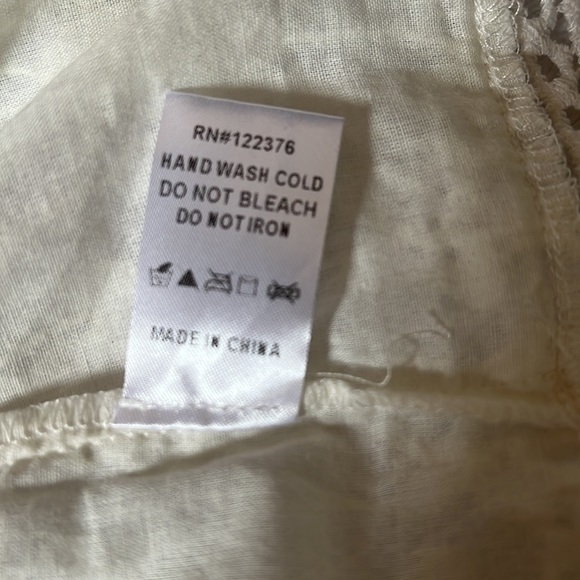 RN#122376
HAND WASH COLD
DO NOT BLEACH
DO NOT IRON
MADE IN CHINA